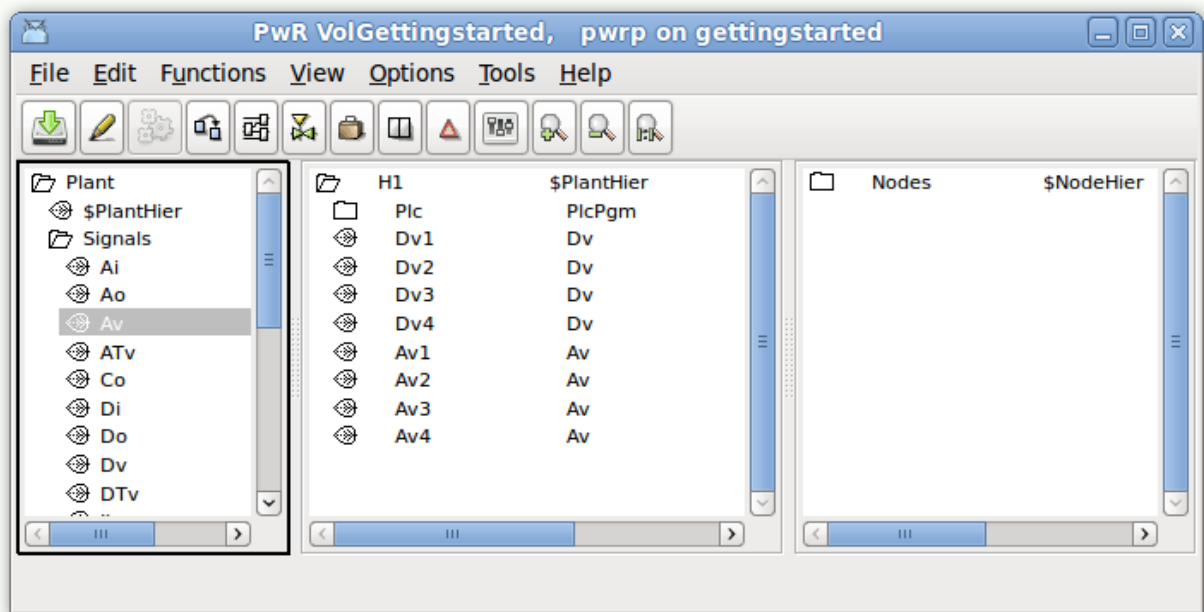 PwR VolGettingstarted,   pwrp on gettingstarted
File Edit Functions View Options Tools Help
Plant
$PlantHier
Signals
Ai
Ao
Av
ATv
Co
Di
Do
Dv
DTv
H1 $PlantHier
Plc PlcPgm
Dv1 Dv
Dv2 Dv
Dv3 Dv
Dv4 Dv
Av1 Av
Av2 Av
Av3 Av
Av4 Av
Nodes $NodeHier